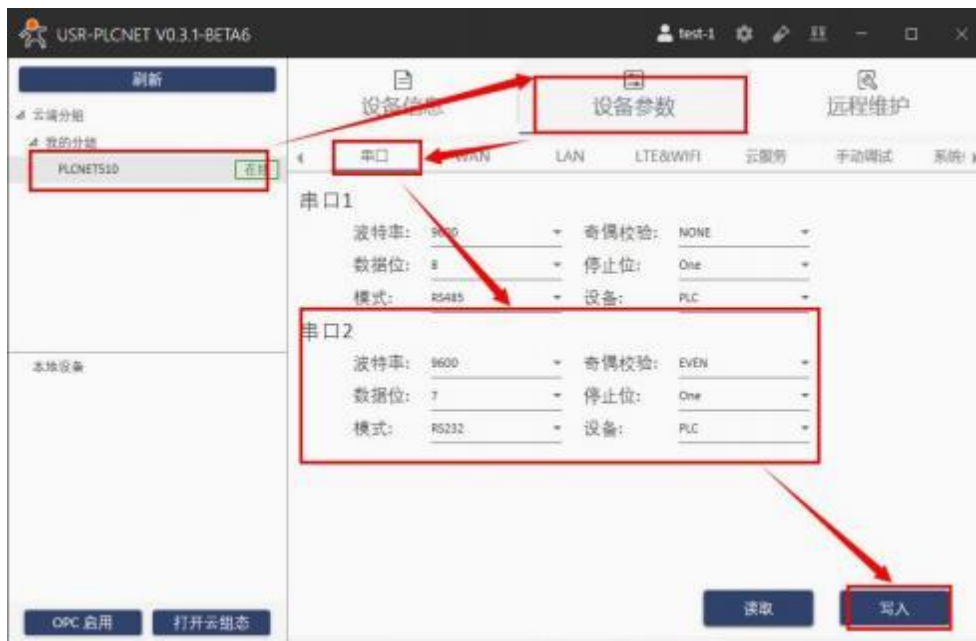 USR-PLCNET V0.3.1-BETA6
test-1
刷新
云端分组
我的分组
PLCNET510
在线
本地设备
OPC 启用
打开云组态
设备信息
设备参数
远程维护
串口
WAN
LAN
LTE&WIFI
云服务
手动调试
串口1
波特率: 9600 奇偶校验: NONE
数据位: 8 停止位: One
模式: RS485 设备: PLC
串口2
波特率: 9600 奇偶校验: EVEN
数据位: 7 停止位: One
模式: RS232 设备: PLC
读取
写入